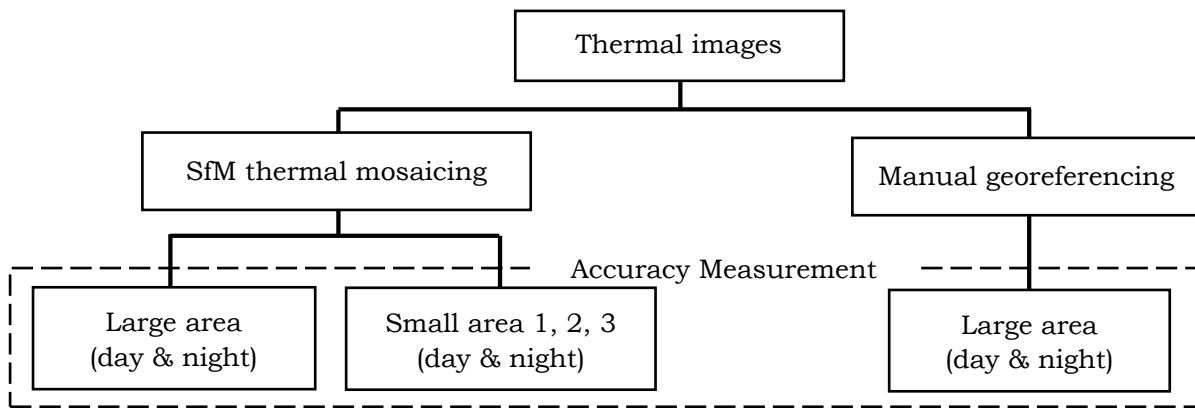 Thermal images
SfM thermal mosaicing
Manual georeferencing
Accuracy Measurement
Large area
(day & night)
Small area 1, 2, 3
(day & night)
Large area
(day & night)